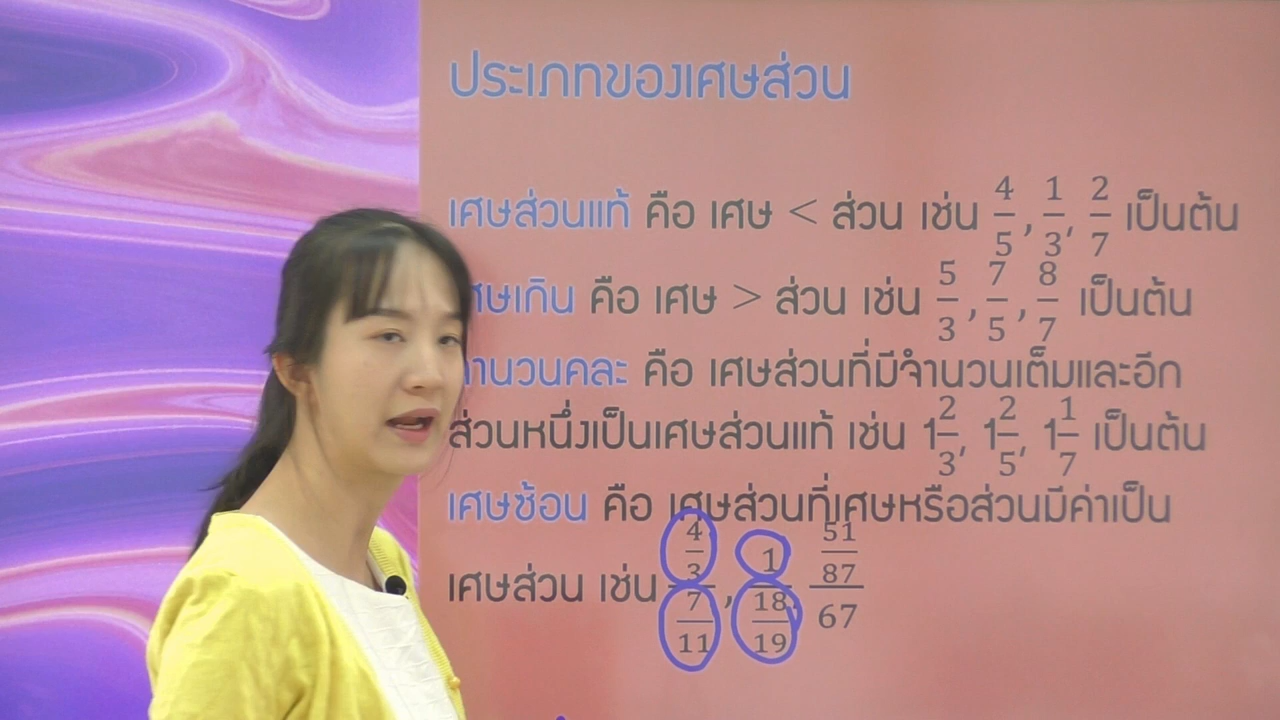 ประเภทของเศษส่วน
เศษส่วนแท้ คือ เศษ < ส่วน เช่น 4/5, 1/3, 2/7 เป็นต้น
ศษเกิน คือ เศษ > ส่วน เช่น 5/3, 7/5, 8/7 เป็นต้น
คือ เศษส่วนที่มีจำนวนเต็มและอีก
ส่วนหนึ่งเป็นเศษส่วนแท้ เช่น 1 2/3, 1 2/5, 1 1/7 เป็นต้น
เศษซ้อน คือ เศษส่วนที่เศษหรือส่วนมีค่าเป็น
เศษส่วน เช่น (4/3)/(7/11), 1/(18/19), (51/87)/67